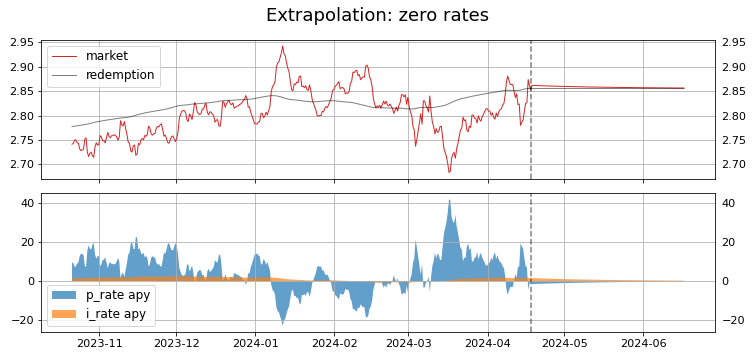 Extrapolation: zero rates
2.95 2.95
market
2.90 2.90
redemption
2.85 2.85
2.80 2.80
2.75 2.75
2.70 2.70
40 40
20 20
0 0
p_rate apy
i_rate apy
−20 −20
2023-11 2023-12 2024-01 2024-02 2024-03 2024-04 2024-05 2024-06